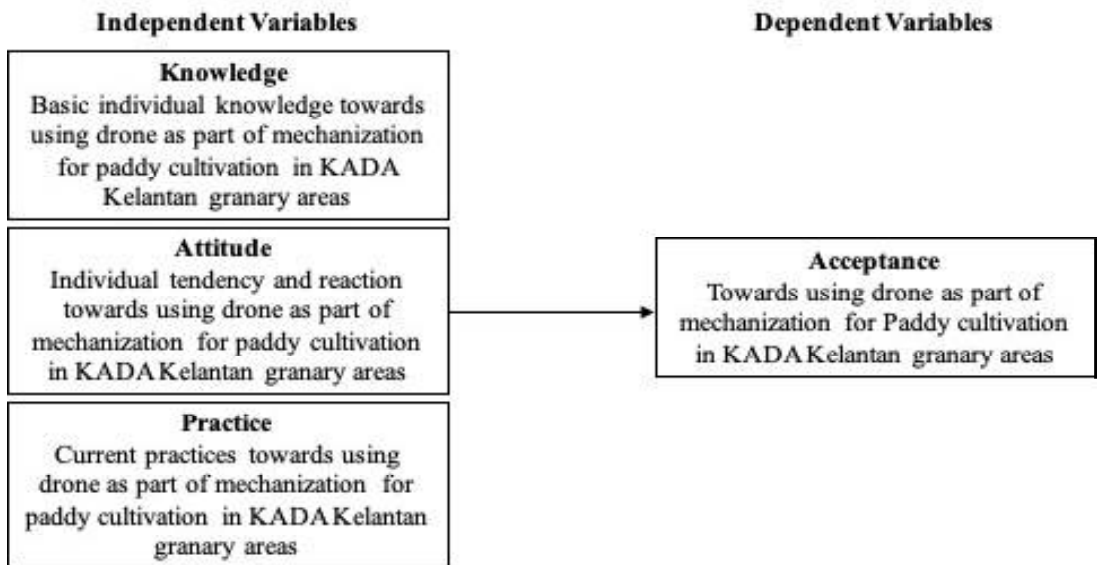 Independent Variables
Dependent Variables
Knowledge
Basic individual knowledge towards
using drone as part of mechanization
for paddy cultivation in KADA
Kelantan granary areas
Attitude
Individual tendency and reaction
towards using drone as part of
mechanization for paddy cultivation
in KADA Kelantan granary areas
Practice
Current practices towards using
drone as part of mechanization for
paddy cultivation in KADA Kelantan
granary areas
Acceptance
Towards using drone as part of
mechanization for Paddy cultivation
in KADA Kelantan granary areas